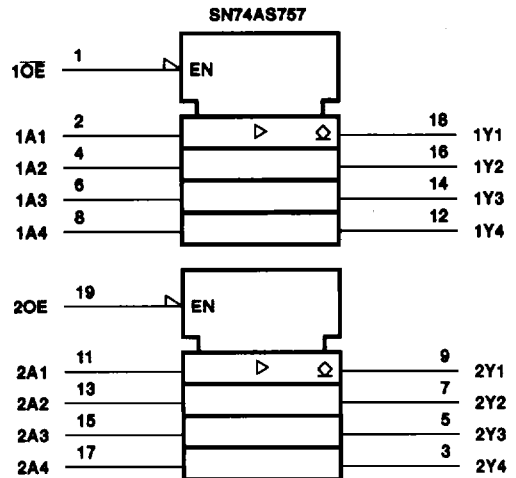 SN74AS757
1O̅E̅ 1 EN
1A1 2 18 1Y1
1A2 4 16 1Y2
1A3 6 14 1Y3
1A4 8 12 1Y4
2OE 19 EN
2A1 11 9 2Y1
2A2 13 7 2Y2
2A3 15 5 2Y3
2A4 17 3 2Y4